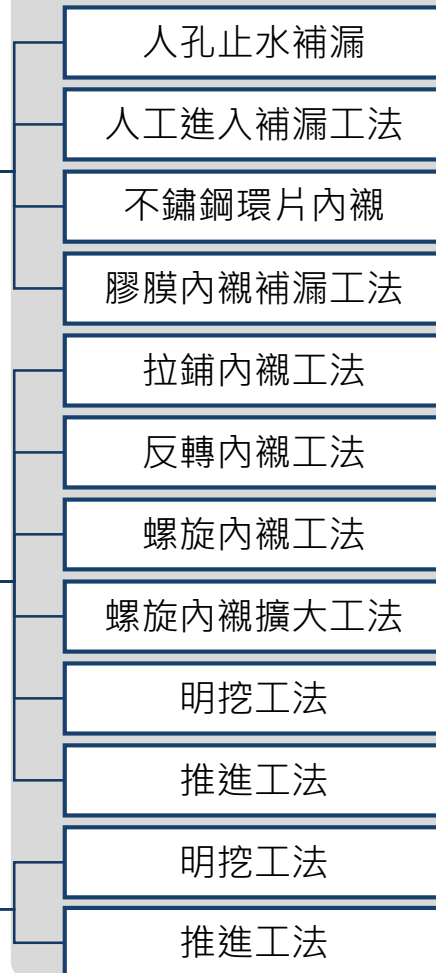 人孔止水補漏
人工進入補漏工法
不鏽鋼環片內襯
膠膜內襯補漏工法
拉鋪內襯工法
反轉內襯工法
螺旋內襯工法
螺旋內襯擴大工法
明挖工法
推進工法
明挖工法
推進工法